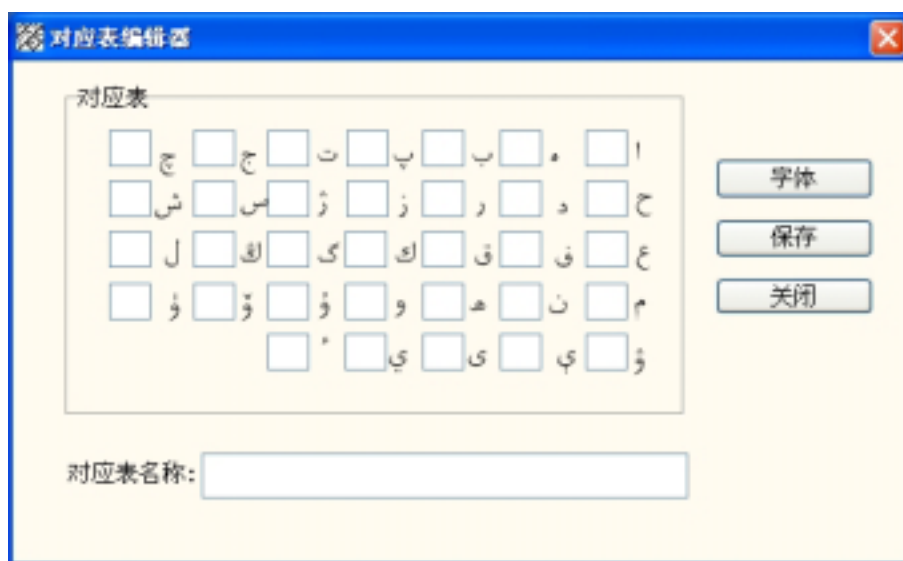 对应表编辑器
对应表
ا ە ب پ ت ج چ
ح د ر ز ژ س ش
ع ف ق ك گ ڭ ل
م ن ھ و ۇ ۆ ۈ
ۋ ې ى ي ء
字体
保存
关闭
对应表名称: